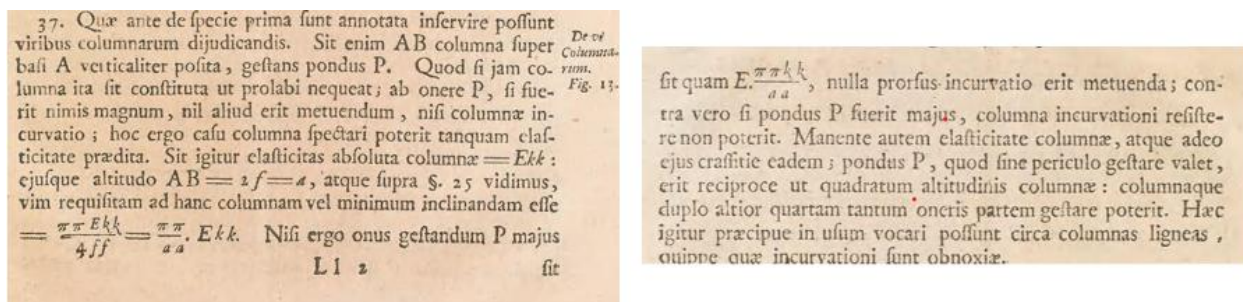 37. Quæ ante de ſpecie prima ſunt annotata inſervire poſſunt
viribus columnarum dijudicandis. Sit enim AB columna ſuper
baſi A verticaliter poſita, geſtans pondus P. Quod ſi jam co-
lumna ita ſit conſtituta ut prolabi nequeat; ab onere P, ſi fue-
rit nimis magnum, nil aliud erit metuendum, niſi columnæ in-
curvatio; hoc ergo caſu columna ſpectari poterit tanquam elaſ-
ticitate prædita. Sit igitur elaſticitas abſoluta columnæ = Ekk:
ejuſque altitudo AB = 2f = a, atque ſupra §. 25 vidimus,
vim requiſitam ad hanc columnam vel minimum inclinandam eſſe
= ππEkk/4ff = ππ/aa. Ekk. Niſi ergo onus geſtandum P majus
Ll 2 ſit
De vi
Columna-
rum.
Fig. 13.
ſit quam E.ππkk/aa, nulla prorſus incurvatio erit metuenda; con-
tra vero ſi pondus P fuerit majus, columna incurvationi reſiſte-
re non poterit. Manente autem elaſticitate columnæ, atque adeo
ejus craſſitie eadem; pondus P, quod ſine periculo geſtare valet,
erit reciproce ut quadratum altitudinis columnæ: columnaque
duplo altior quartam tantum oneris partem geſtare poterit. Hæc
igitur præcipue in uſum vocari poſſunt circa columnas ligneas,
quippe quæ incurvationi ſunt obnoxiæ.